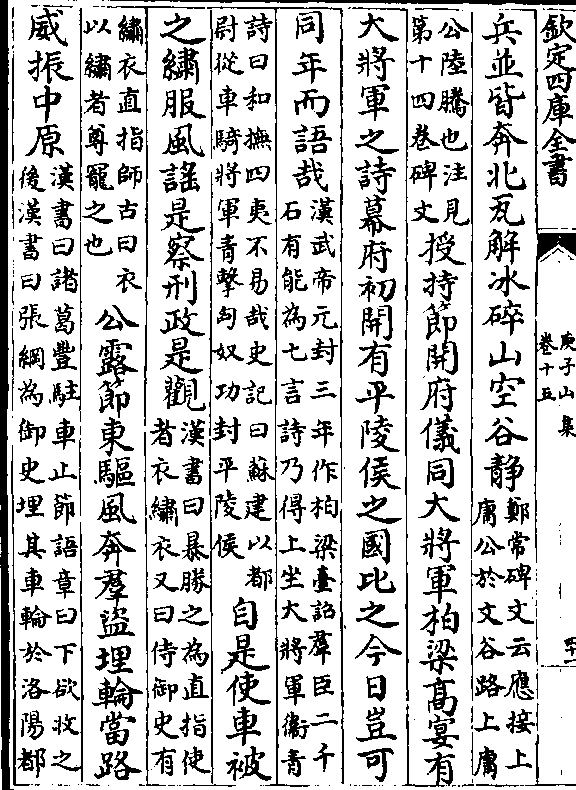 欽定四庫全書
庾子山集
卷十五
兵並皆奔北瓦解冰碎山空谷靜鄭常碑文云應接上
庸公於文谷路上庸
公陸騰也注見
第十四卷碑文授持節開府儀同大將軍柏梁高宴有
大將軍之詩幕府初開有平陵侯之國比之今日豈可
同年而語哉漢武帝元封三年作柏梁臺詔羣臣二千
石有能為七言詩乃得上坐大將軍衞青
詩曰和撫四夷不易哉史記曰蘇建以都
尉從車騎將軍青擊匈奴功封平陵侯自是使車被
之繡服風謠是察刑政是觀漢書曰暴勝之為直指使
者衣繡衣又曰侍御史有
繡衣直指師古曰衣
以繡者尊寵之也公露節東驅風奔羣盜埋輪當路
威振中原漢書曰諸葛豐駐車止節語章曰下欲收之
後漢書曰張綱為御史埋其車輪於洛陽都